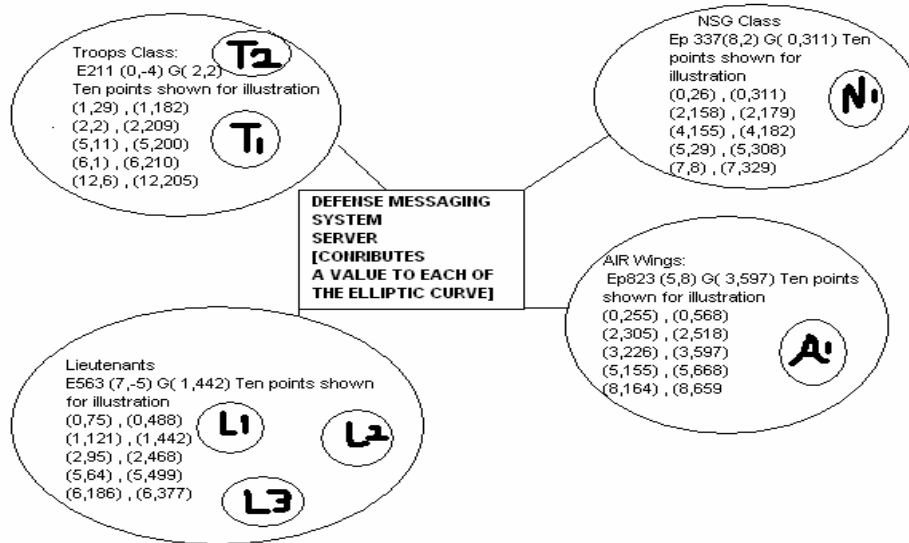 Troops Class:
E211 (0,-4) G( 2,2)
Ten points shown for illustration
(1,29) , (1,182)
(2,2) , (2,209)
(5,11) , (5,200)
(6,1) , (6,210)
(12,6) , (12,205)
T2
T1
NSG Class
Ep 337(8,2) G( 0,311) Ten
points shown for
illustration
(0,26) , (0,311)
(2,158) , (2,179)
(4,155) , (4,182)
(5,29) , (5,308)
(7,8) , (7,329)
N1
DEFENSE MESSAGING
SYSTEM
SERVER
[CONRIBUTES
A VALUE TO EACH OF
THE ELLIPTIC CURVE]
AIR Wings:
Ep823 (5,8) G( 3,597) Ten points
shown for illustration
(0,255) , (0,568)
(2,305) , (2,518)
(3,226) , (3,597)
(5,155) , (5,668)
(8,164) , (8,659
A1
Lieutenants
E563 (7,-5) G( 1,442) Ten points shown
for illustration
(0,75) , (0,488)
(1,121) , (1,442)
(2,95) , (2,468)
(5,64) , (5,499)
(6,186) , (6,377)
L1
L2
L3